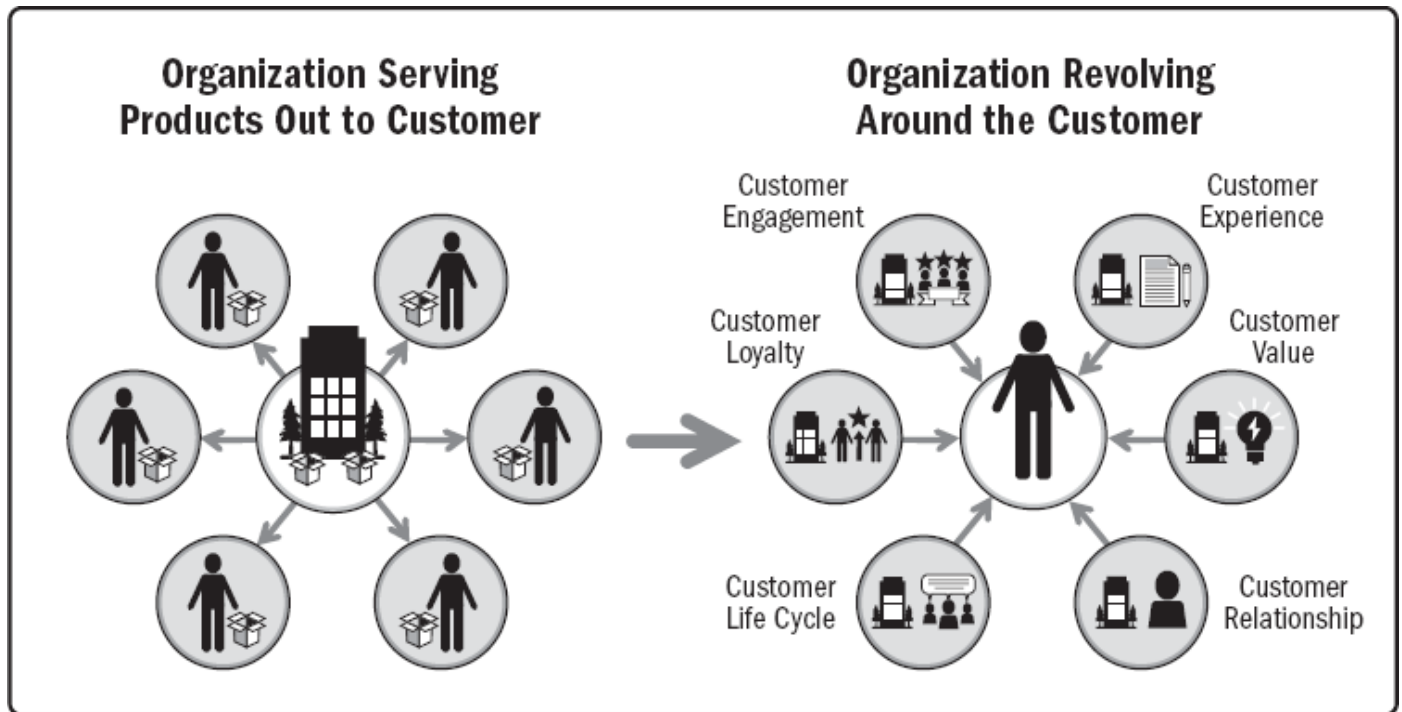 Organization Serving
Products Out to Customer
Organization Revolving
Around the Customer
Customer
Engagement
Customer
Experience
Customer
Loyalty
Customer
Value
Customer
Life Cycle
Customer
Relationship